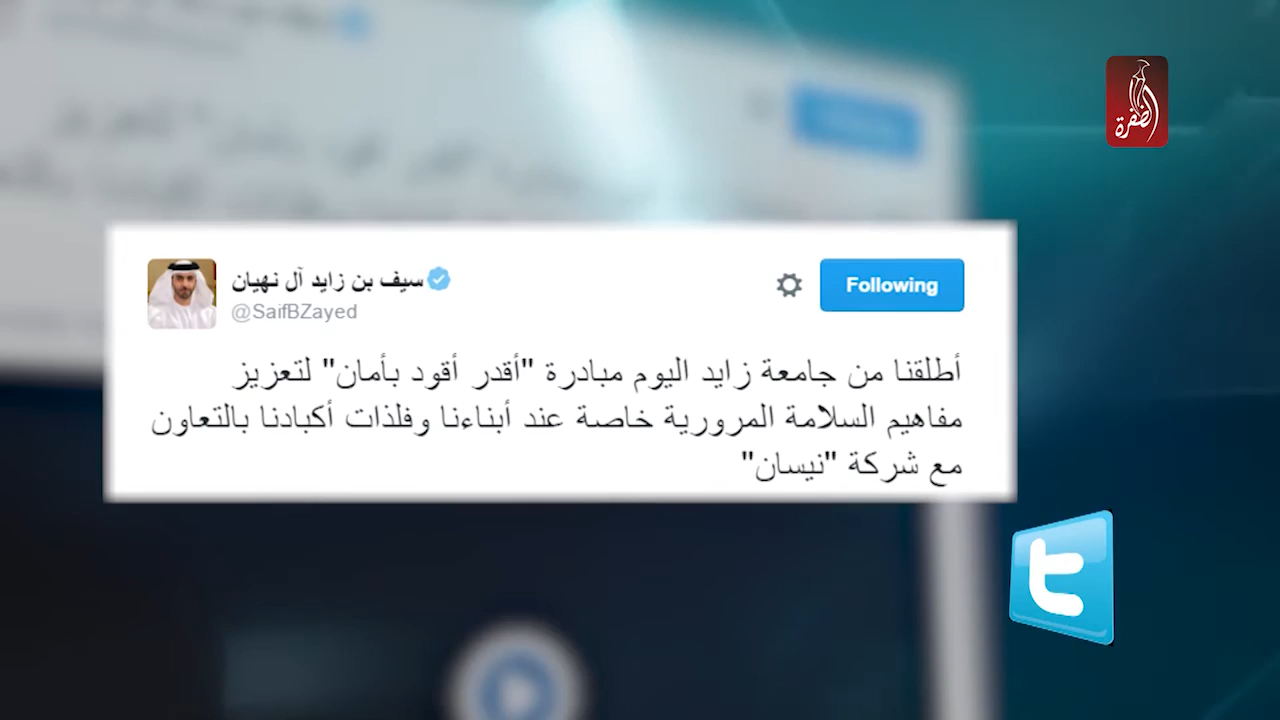 الظفرة
سيف بن زايد آل نهيان
@SaifBZayed
Following
أطلقنا من جامعة زايد اليوم مبادرة "أقدر أقود بأمان" لتعزيز
مفاهيم السلامة المرورية خاصة عند أبناءنا وفلذات أكبادنا بالتعاون
مع شركة "نيسان"
t